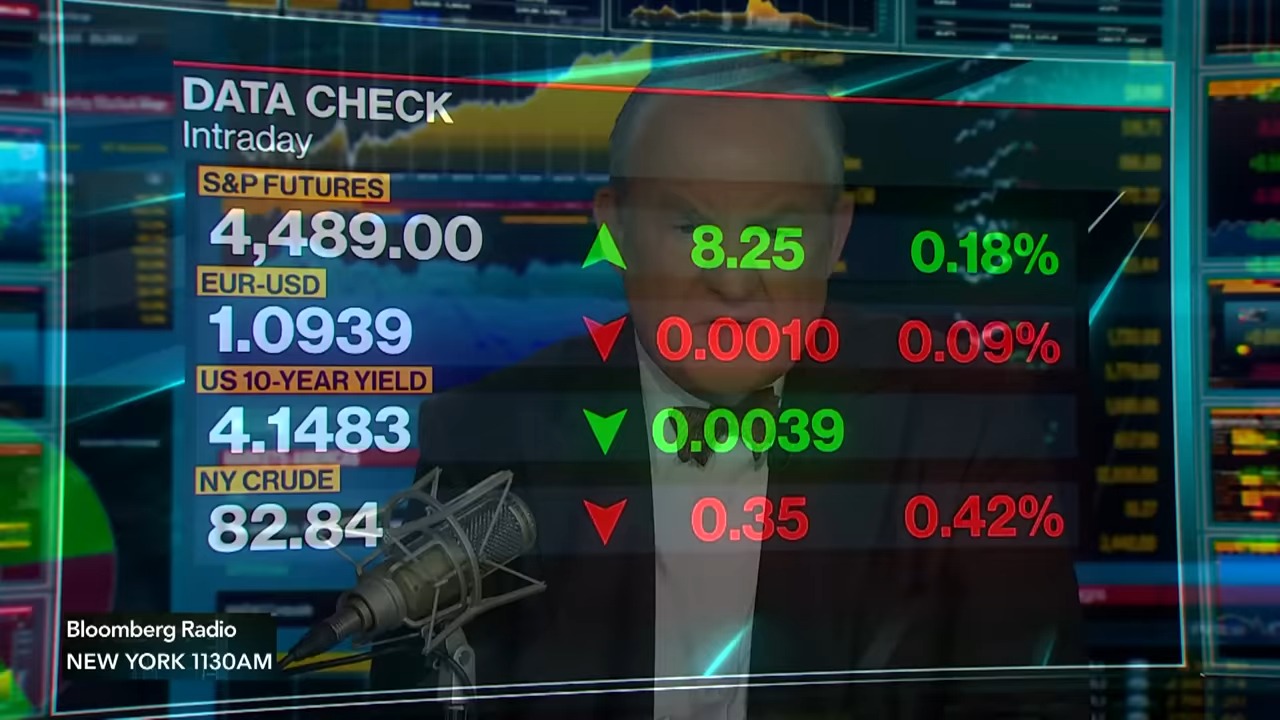 DATA CHECK
Intraday
S&P FUTURES
4,489.00 ▲ 8.25 0.18%
EUR-USD
1.0939 ▼ 0.0010 0.09%
US 10-YEAR YIELD
4.1483 ▼ 0.0039
NY CRUDE
82.84 ▼ 0.35 0.42%
Bloomberg Radio
NEW YORK 1130AM